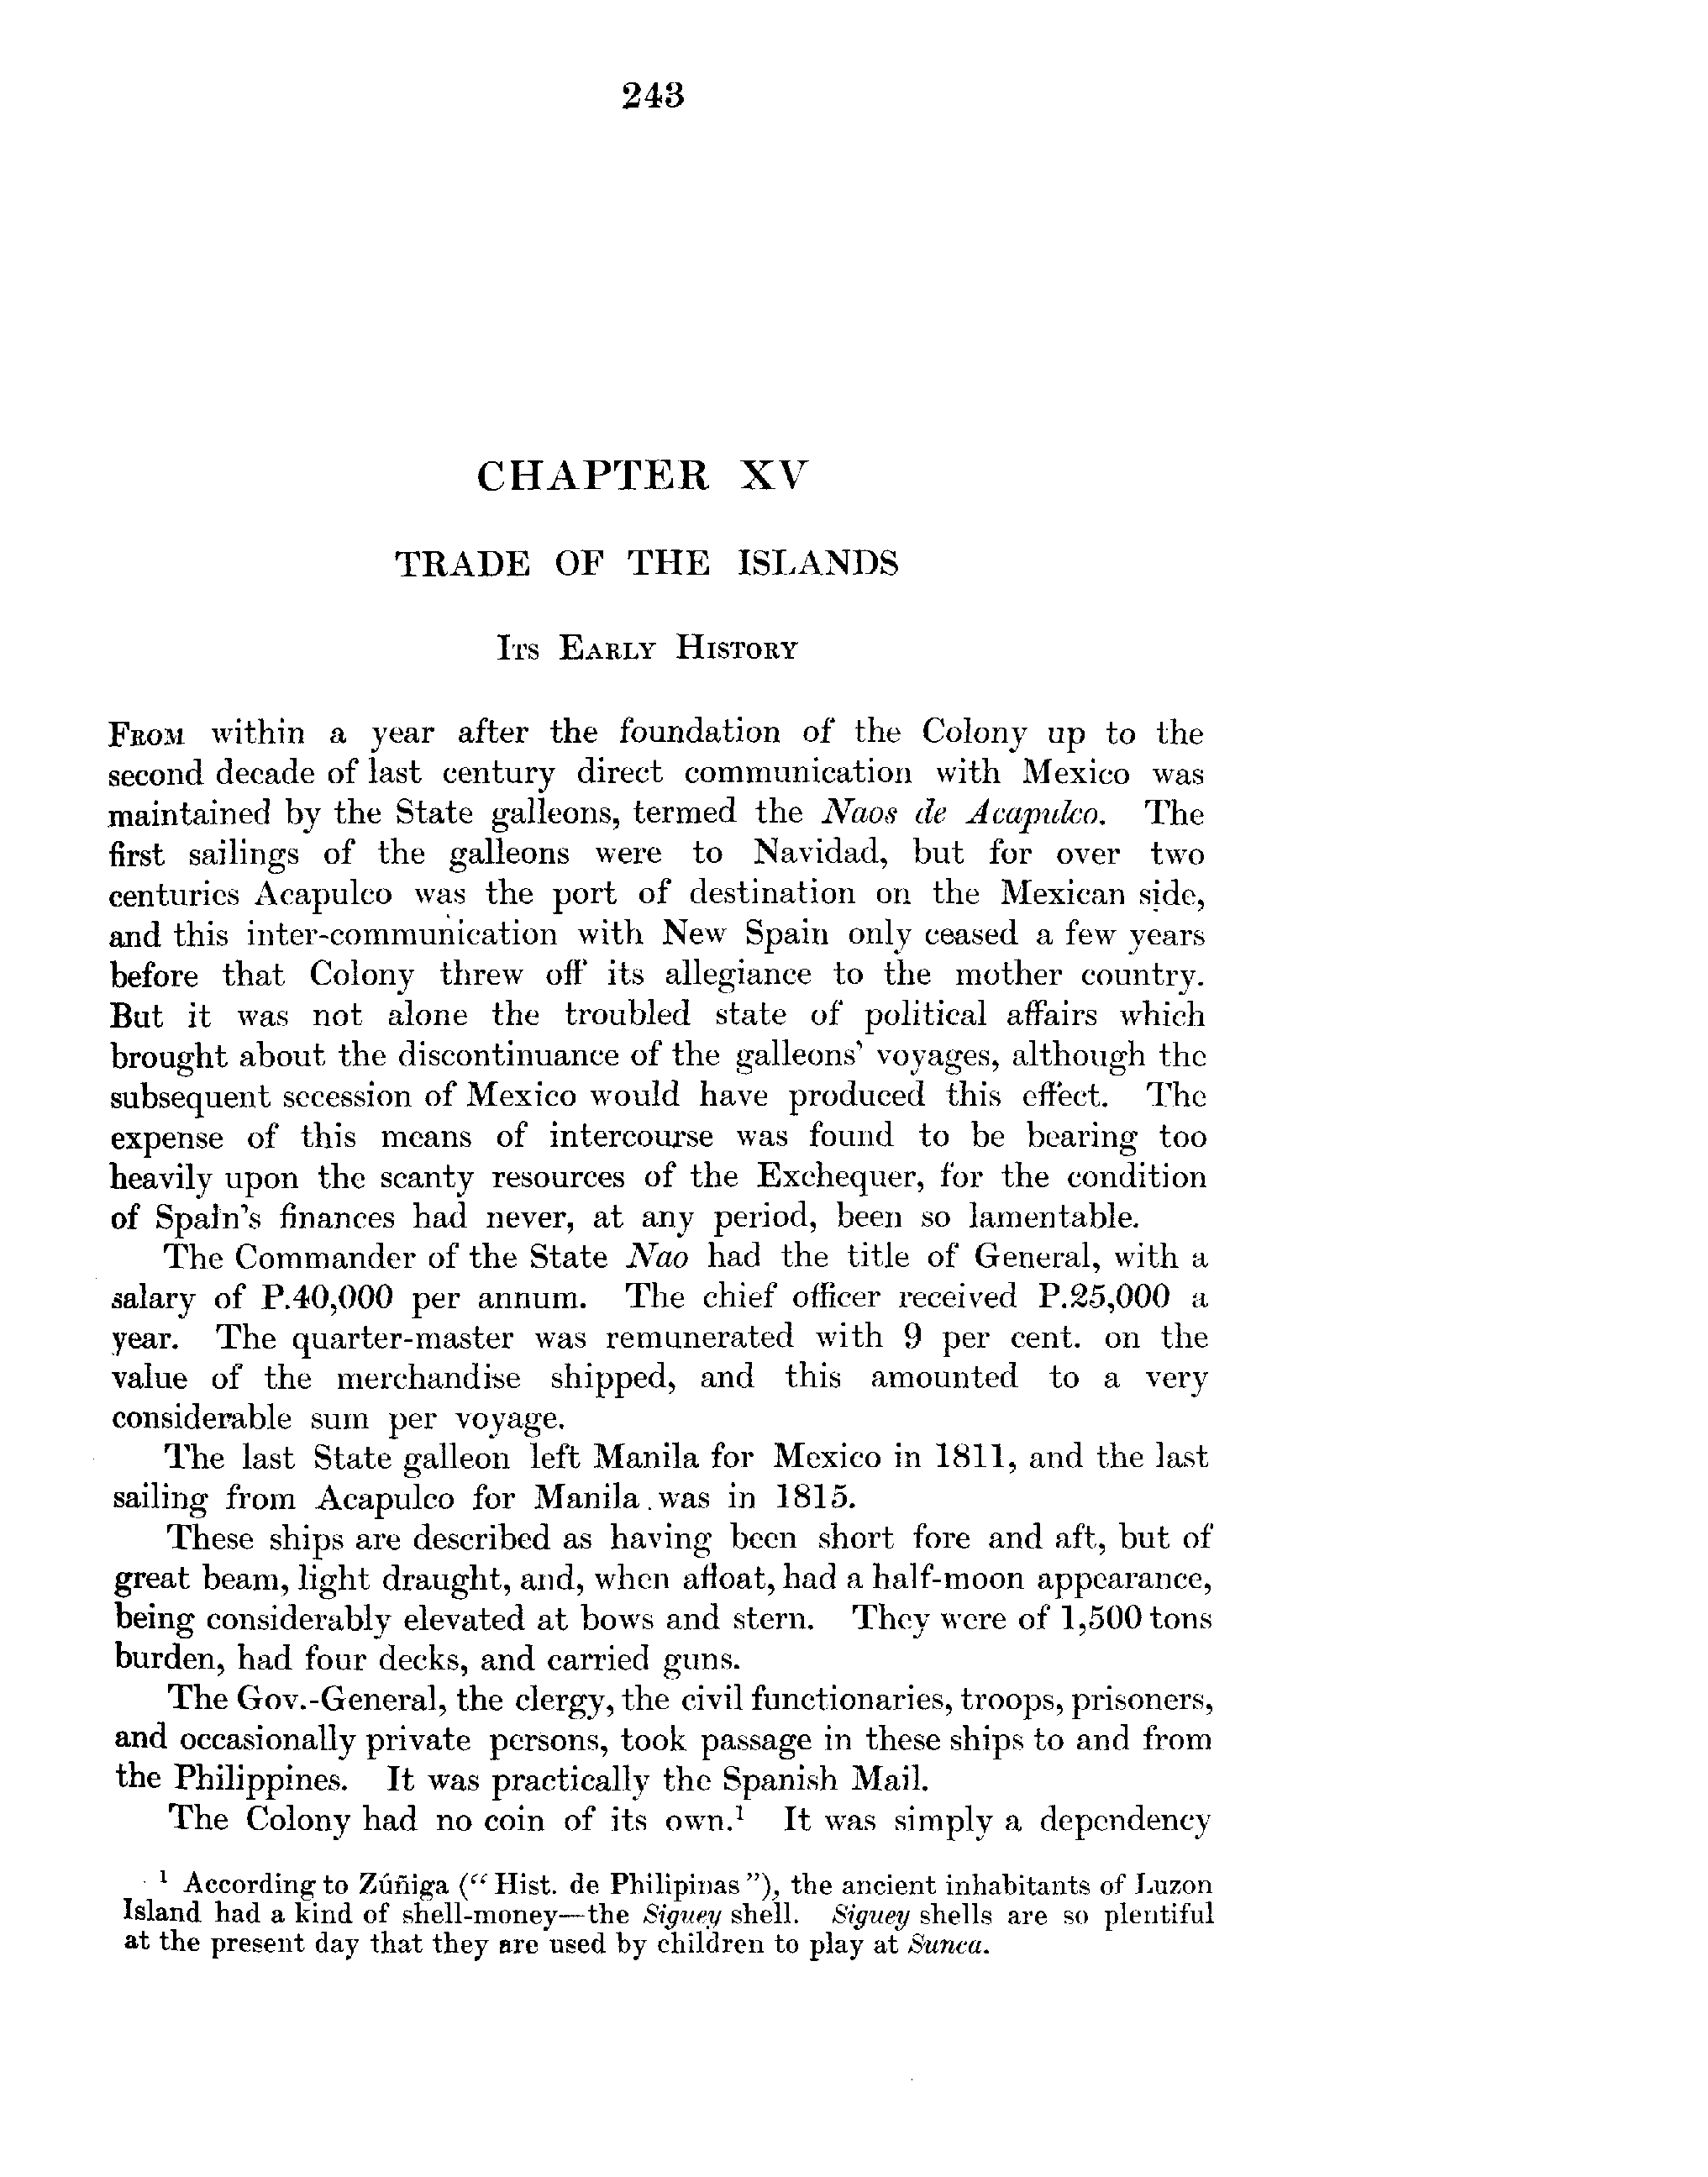 243
CHAPTER XV
TRADE OF THE ISLANDS
Its Early History
From within a year after the foundation of the Colony up to the
second decade of last century direct communication with Mexico was
maintained by the State galleons, termed the Naos de Acapulco. The
first sailings of the galleons were to Navidad, but for over two
centuries Acapulco was the port of destination on the Mexican side,
and this inter-communication with New Spain only ceased a few years
before that Colony threw off its allegiance to the mother country.
But it was not alone the troubled state of political affairs which
brought about the discontinuance of the galleons' voyages, although the
subsequent secession of Mexico would have produced this effect. The
expense of this means of intercourse was found to be bearing too
heavily upon the scanty resources of the Exchequer, for the condition
of Spain's finances had never, at any period, been so lamentable.
The Commander of the State Nao had the title of General, with a
salary of P.40,000 per annum. The chief officer received P.25,000 a
year. The quarter-master was remunerated with 9 per cent. on the
value of the merchandise shipped, and this amounted to a very
considerable sum per voyage.
The last State galleon left Manila for Mexico in 1811, and the last
sailing from Acapulco for Manila was in 1815.
These ships are described as having been short fore and aft, but of
great beam, light draught, and, when afloat, had a half-moon appearance,
being considerably elevated at bows and stern. They were of 1,500 tons
burden, had four decks, and carried guns.
The Gov.-General, the clergy, the civil functionaries, troops, prisoners,
and occasionally private persons, took passage in these ships to and from
the Philippines. It was practically the Spanish Mail.
The Colony had no coin of its own.¹ It was simply a dependency
¹ According to Zúñiga ("Hist. de Philipinas"), the ancient inhabitants of Luzon
Island had a kind of shell-money—the Siguey shell. Siguey shells are so plentiful
at the present day that they are used by children to play at Sunca.